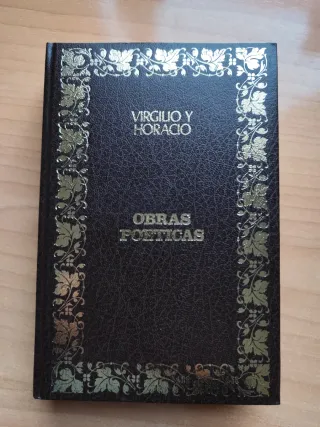 VIRGILIO Y
HORACIO
OBRAS
POETICAS